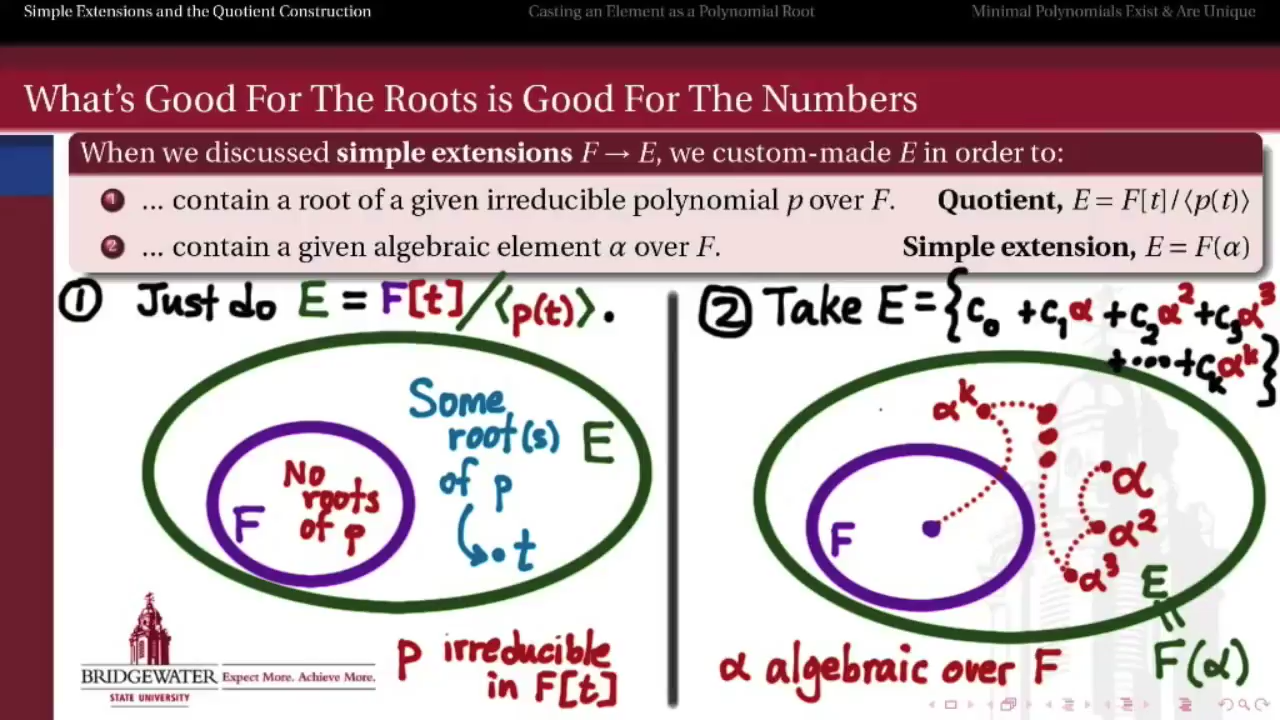 Simple Extensions and the Quotient Construction Casting an Element as a Polynomial Root Minimal Polynomials Exist & Are Unique
What's Good For The Roots is Good For The Numbers
When we discussed simple extensions F → E, we custom-made E in order to:
1 ... contain a root of a given irreducible polynomial p over F. Quotient, E = F[t]/⟨p(t)⟩
2 ... contain a given algebraic element α over F. Simple extension, E = F(α)
① Just do E = F[t]/⟨p(t)⟩.
Some
root(s)
of p
t
E
No
roots
of p
F
p irreducible
in F[t]
② Take E = {c₀ + c₁α + c₂α² + c₃α³
+ ... + cₖαᵏ}
αᵏ
α
α²
α³
F
E
=
F(α)
α algebraic over F
BRIDGEWATER
STATE UNIVERSITY
Expect More. Achieve More.